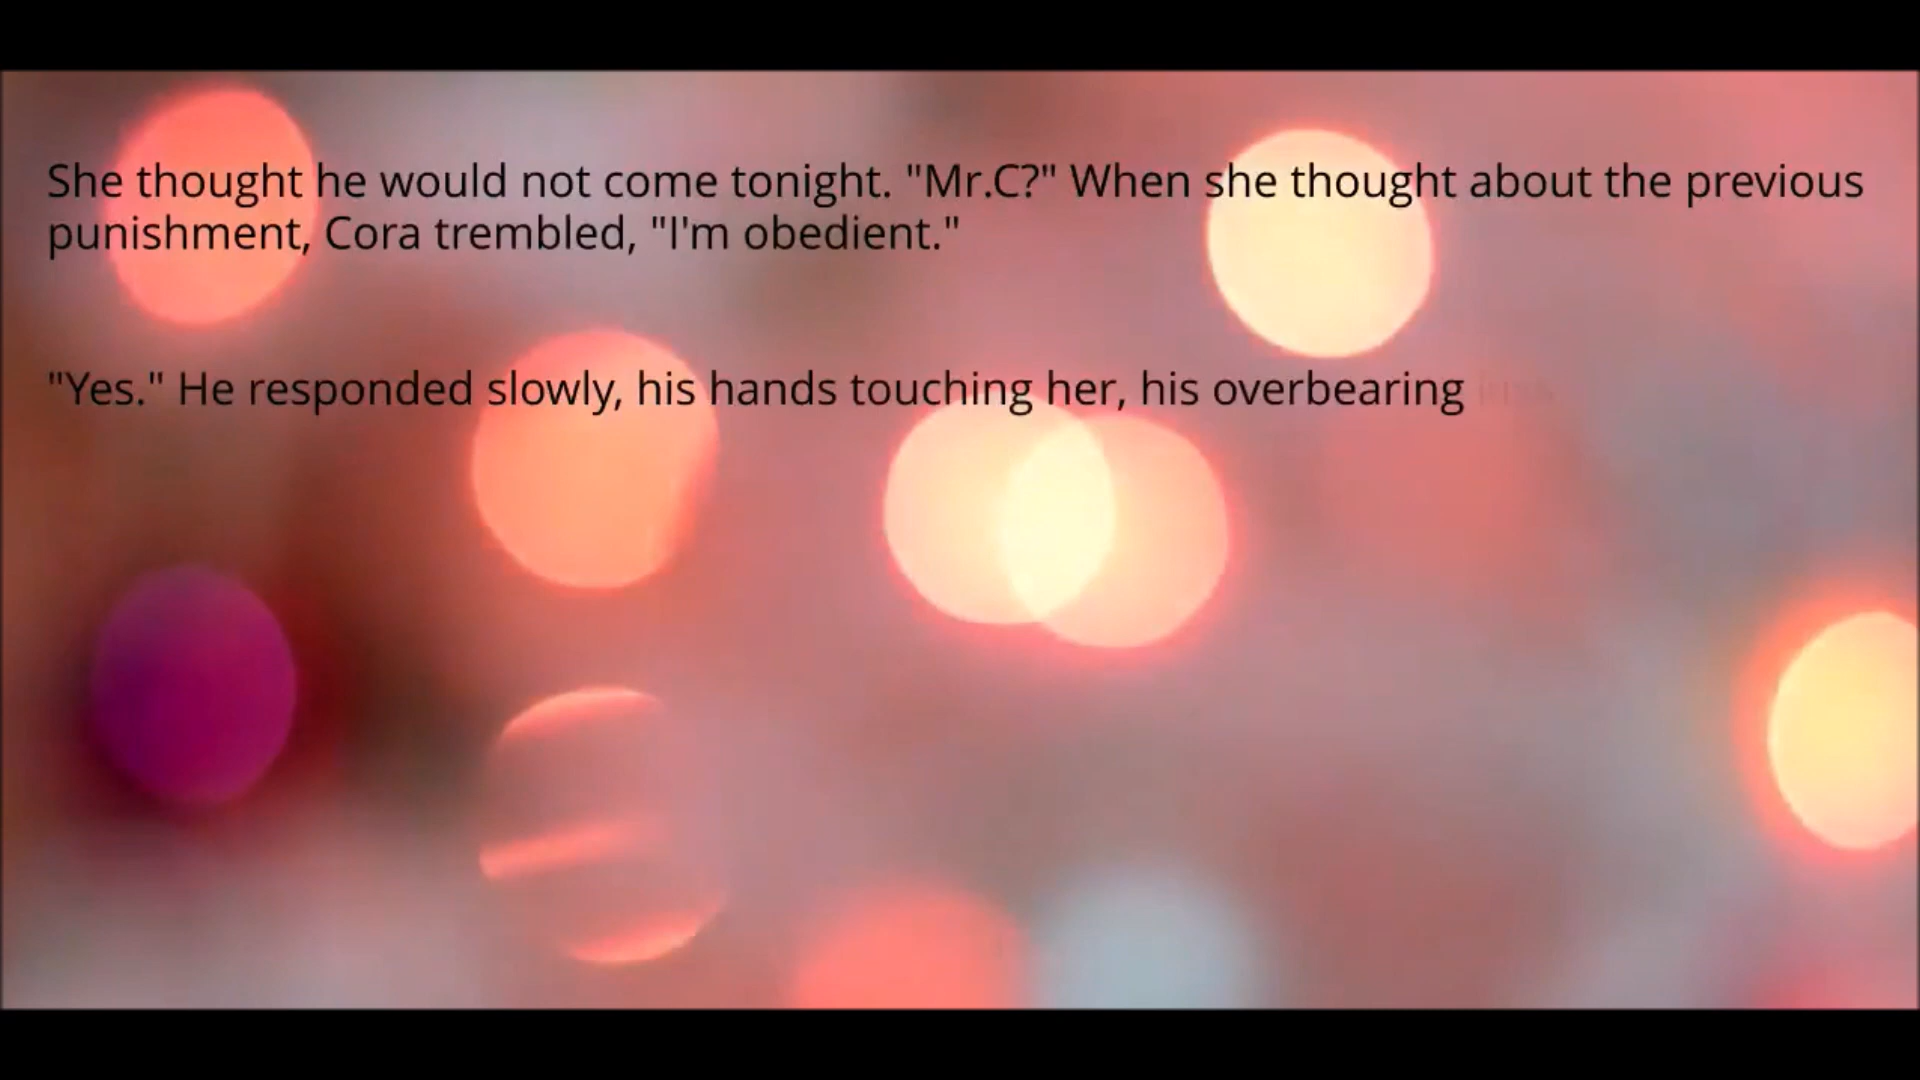 She thought he would not come tonight. "Mr.C?" When she thought about the previous
punishment, Cora trembled, "I'm obedient."
"Yes." He responded slowly, his hands touching her, his overbearing